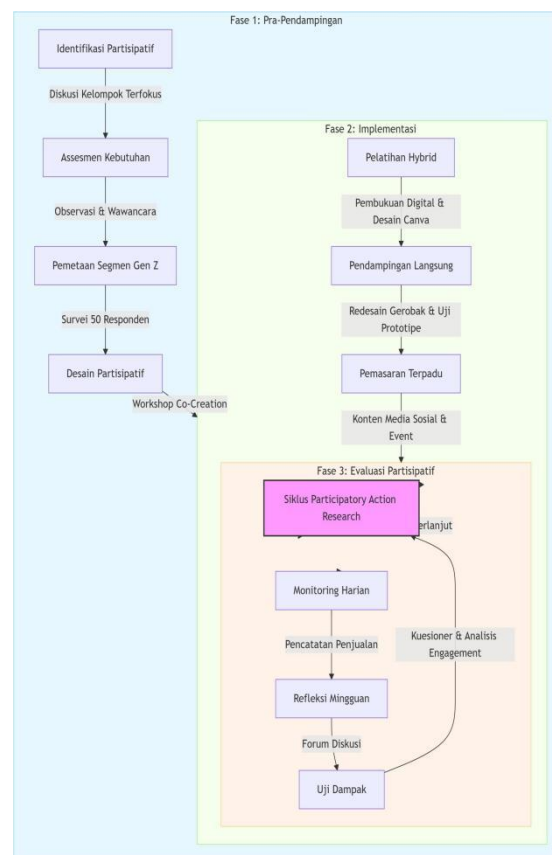 Fase 1: Pra-Pendampingan
Identifikasi Partisipatif
Diskusi Kelompok Terfokus
Assesmen Kebutuhan
Observasi & Wawancara
Pemetaan Segmen Gen Z
Survei 50 Responden
Desain Partisipatif
Workshop Co-Creation
Fase 2: Implementasi
Pelatihan Hybrid
Pembukuan Digital &
Desain Canva
Pendampingan Langsung
Redesain Gerobak & Uji
Prototipe
Pemasaran Terpadu
Konten Media Sosial &
Event
Fase 3: Evaluasi Partisipatif
Siklus Participatory Action
Research
erlanjut
Monitoring Harian
Pencatatan Penjualan
Refleksi Mingguan
Forum Diskusi
Uji Dampak
Kuesioner & Analisis
Engagement